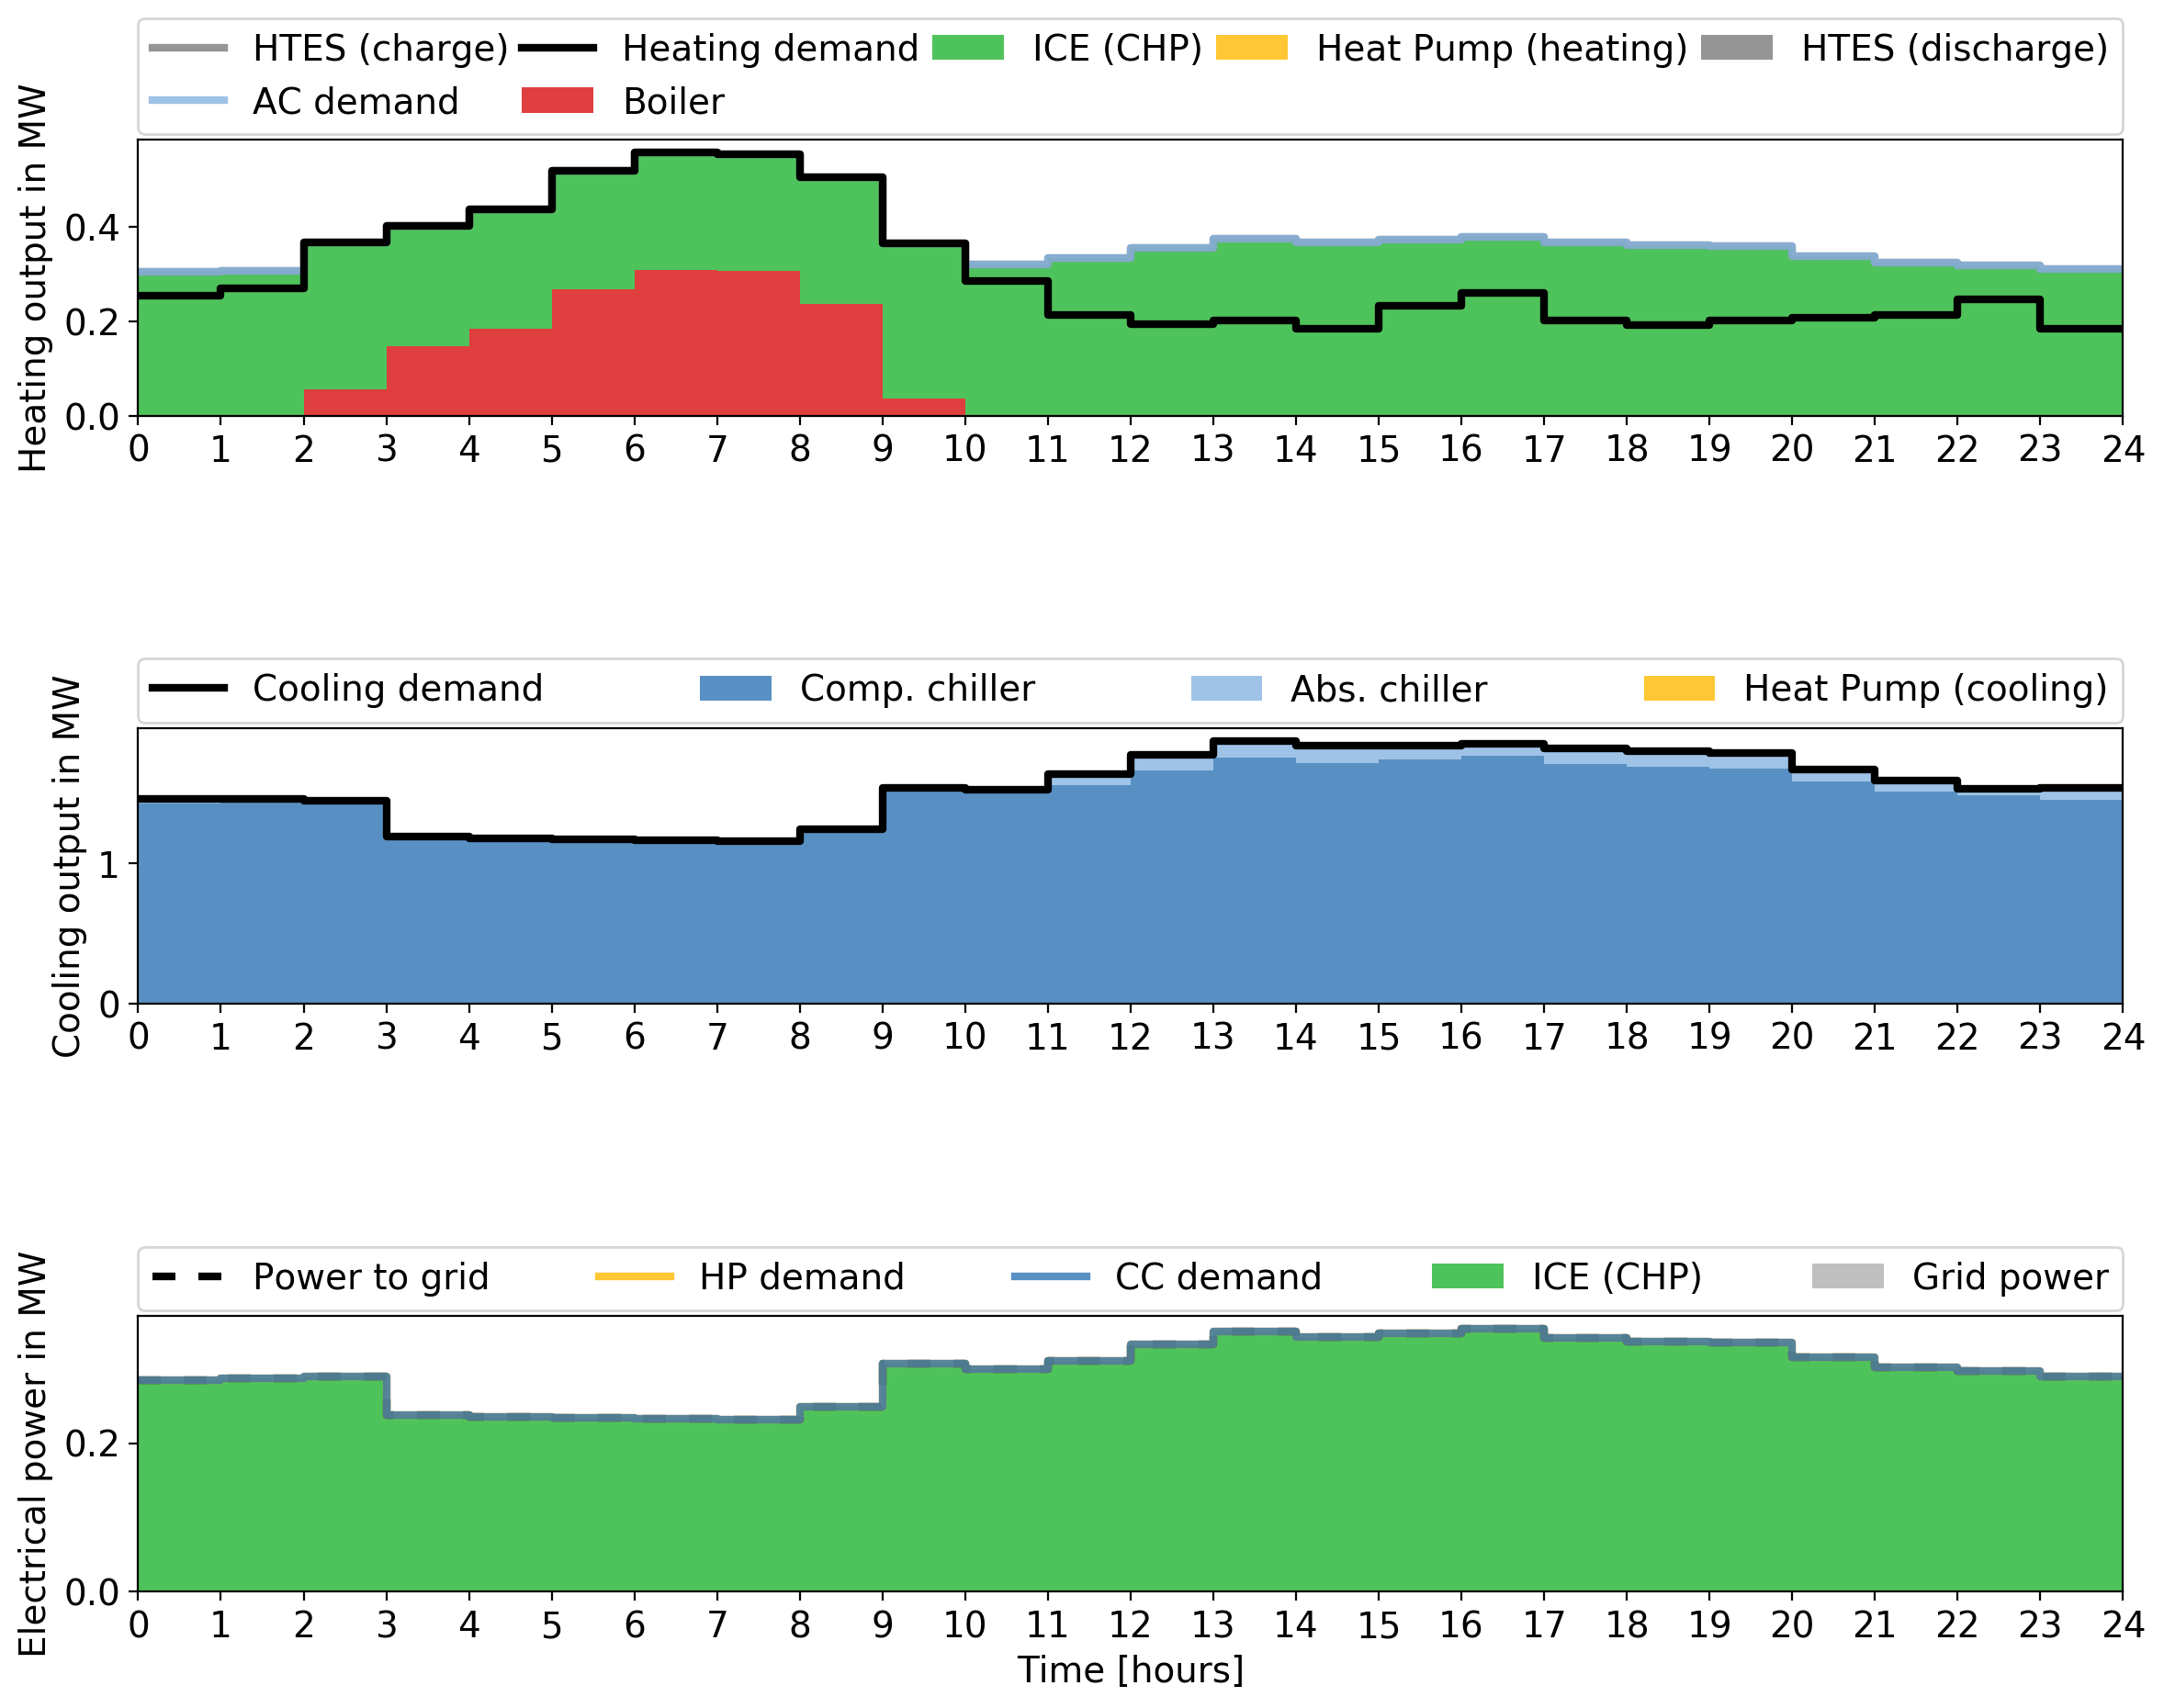 HTES (charge) Heating demand ICE (CHP) Heat Pump (heating) HTES (discharge)
AC demand Boiler
Heating output in MW
0.4
0.2
0.0
0 1 2 3 4 5 6 7 8 9 10 11 12 13 14 15 16 17 18 19 20 21 22 23 24
Cooling demand Comp. chiller Abs. chiller Heat Pump (cooling)
Cooling output in MW
1
0
0 1 2 3 4 5 6 7 8 9 10 11 12 13 14 15 16 17 18 19 20 21 22 23 24
Power to grid HP demand CC demand ICE (CHP) Grid power
Electrical power in MW
0.2
0.0
0 1 2 3 4 5 6 7 8 9 10 11 12 13 14 15 16 17 18 19 20 21 22 23 24
Time [hours]